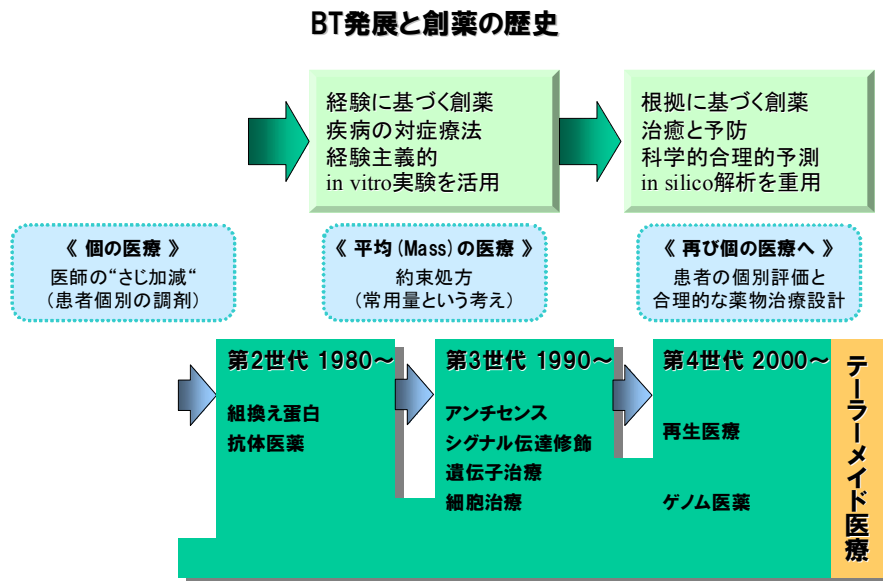 BT発展と創薬の歴史
経験に基づく創薬
疾病の対症療法
経験主義的
in vitro実験を活用
根拠に基づく創薬
治癒と予防
科学的合理的予測
in silico解析を重用
《 個の医療 》
医師の“さじ加減“
（患者個別の調剤）
《 平均（Mass）の医療 》
約束処方
（常用量という考え）
《 再び個の医療へ 》
患者の個別評価と
合理的な薬物治療設計
第2世代 1980～
組換え蛋白
抗体医薬
第3世代 1990～
アンチセンス
シグナル伝達修飾
遺伝子治療
細胞治療
第4世代 2000～
再生医療
ゲノム医薬
テーラーメイド医療